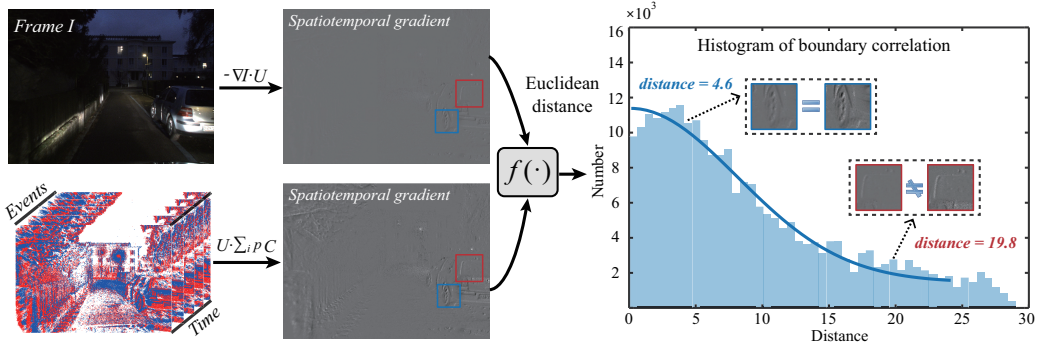 Frame I
-∇I·U
Spatiotemporal gradient
Events
Time
U·∑ᵢ p C
Spatiotemporal gradient
Euclidean
distance
f(·)
×10³
Histogram of boundary correlation
distance = 4.6
=
≠
distance = 19.8
Number
16
14
12
10
8
6
4
2
0
5
10
15
20
25
30
Distance